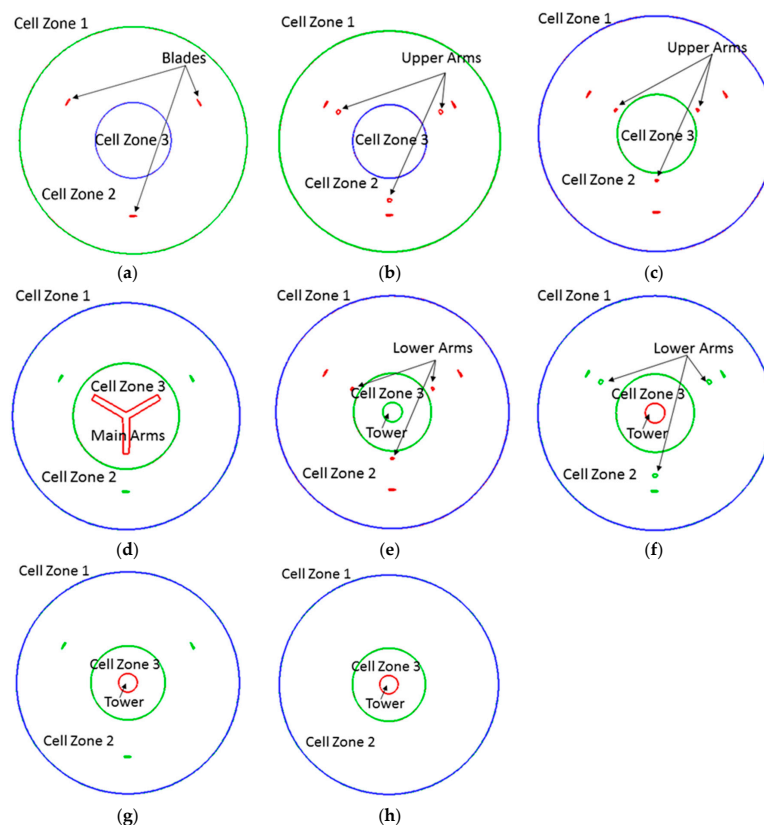 Cell Zone 1
Blades
Cell Zone 3
Cell Zone 2
(a)
Cell Zone 1
Upper Arms
Cell Zone 3
Cell Zone 2
(b)
Cell Zone 1
Upper Arms
Cell Zone 3
Cell Zone 2
(c)
Cell Zone 1
Cell Zone 3
Main Arms
Cell Zone 2
(d)
Cell Zone 1
Lower Arms
Cell Zone 3
Tower
Cell Zone 2
(e)
Cell Zone 1
Lower Arms
Cell Zone 3
Tower
Cell Zone 2
(f)
Cell Zone 1
Cell Zone 3
Tower
Cell Zone 2
(g)
Cell Zone 1
Cell Zone 3
Tower
Cell Zone 2
(h)